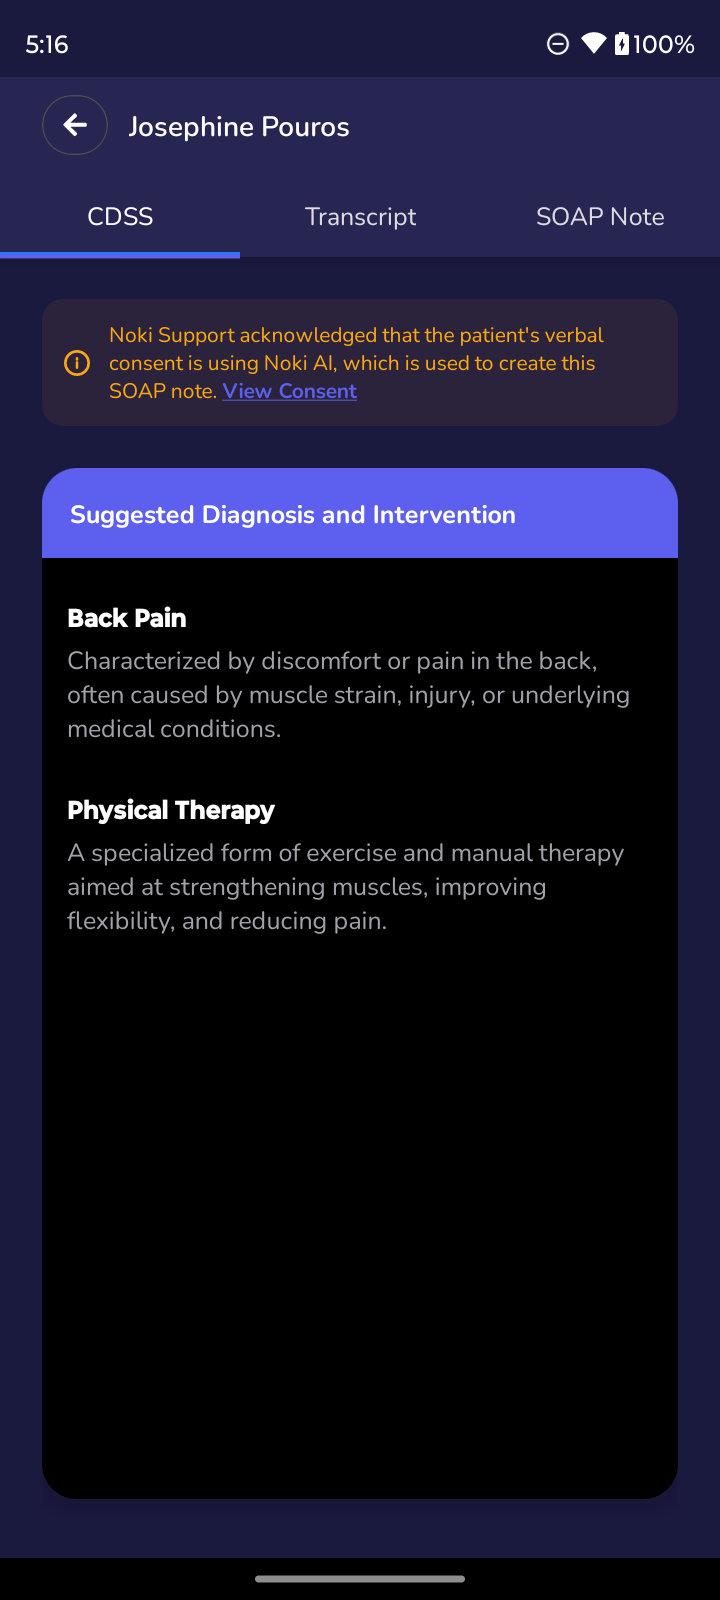 5:16
100%
Josephine Pouros
CDSS
Transcript
SOAP Note
Noki Support acknowledged that the patient's verbal
consent is using Noki AI, which is used to create this
SOAP note. View Consent
Suggested Diagnosis and Intervention
Back Pain
Characterized by discomfort or pain in the back,
often caused by muscle strain, injury, or underlying
medical conditions.
Physical Therapy
A specialized form of exercise and manual therapy
aimed at strengthening muscles, improving
flexibility, and reducing pain.